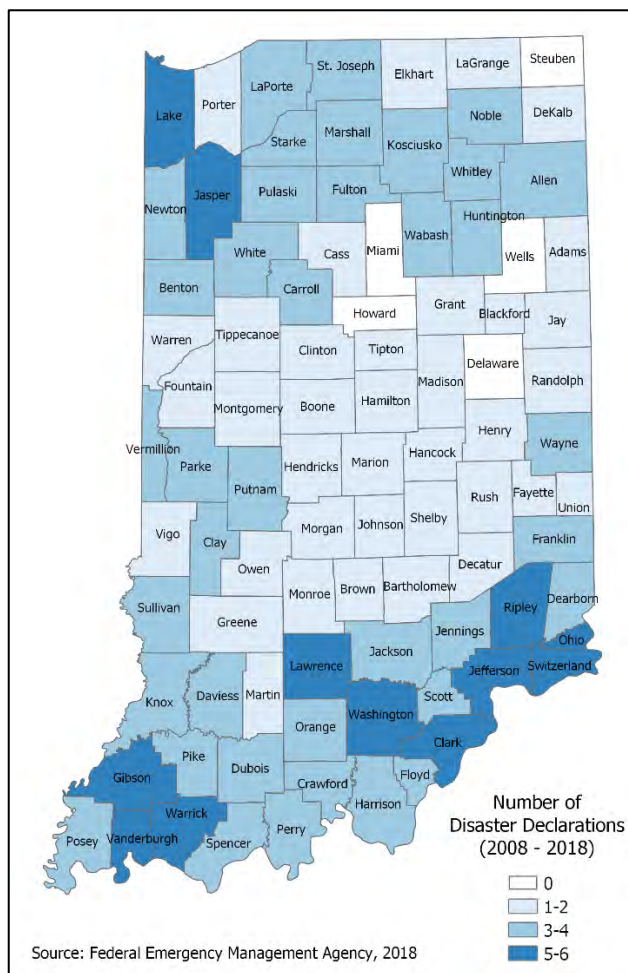 Steuben
LaGrange
St. Joseph
Elkhart
LaPorte
Porter
Lake
DeKalb
Noble
Marshall
Starke
Kosciusko
Whitley
Allen
Jasper
Newton
Pulaski
Fulton
Huntington
Wabash
Miami
Cass
White
Wells
Adams
Carroll
Benton
Grant
Blackford
Howard
Jay
Tippecanoe
Warren
Clinton
Tipton
Delaware
Madison
Randolph
Fountain
Hamilton
Boone
Montgomery
Henry
Wayne
Vermillion
Parke
Hancock
Marion
Hendricks
Putnam
Rush
Fayette
Union
Shelby
Johnson
Morgan
Vigo
Clay
Franklin
Owen
Decatur
Brown
Bartholomew
Monroe
Dearborn
Ripley
Sullivan
Greene
Jennings
Ohio
Jackson
Lawrence
Jefferson
Switzerland
Martin
Daviess
Knox
Scott
Washington
Orange
Clark
Pike
Dubois
Gibson
Floyd
Crawford
Harrison
Warrick
Perry
Spencer
Vanderburgh
Posey
Number of
Disaster Declarations
(2008 - 2018)
0
1-2
3-4
5-6
Source: Federal Emergency Management Agency, 2018